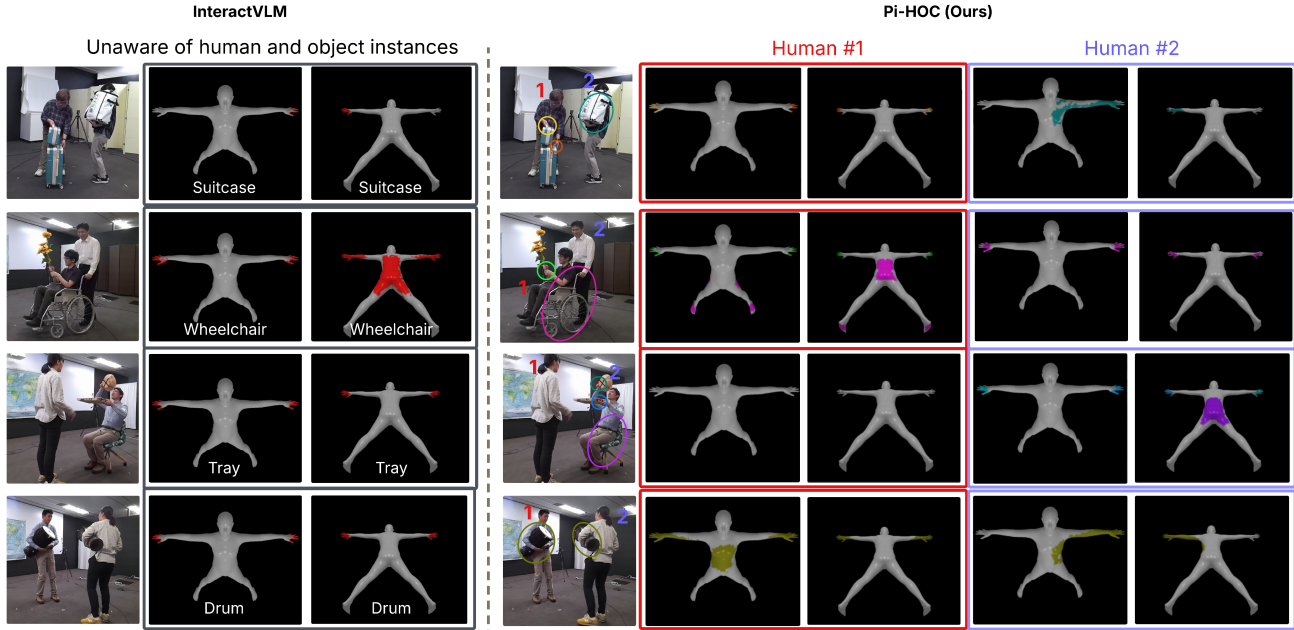 InteractVLM
Pi-HOC (Ours)
Unaware of human and object instances
Human #1
Human #2
Suitcase
Suitcase
1
2
Wheelchair
Wheelchair
1
2
Tray
Tray
1
2
Drum
Drum
1
2